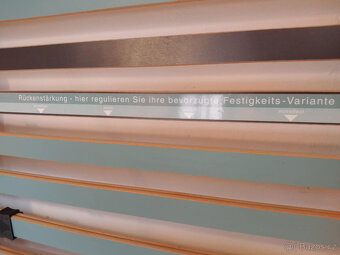 Rückenstärkung - hier regulieren Sie ihre bevorzugte Festigkeits-Variante